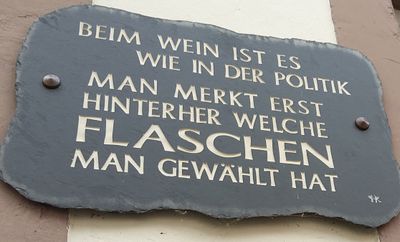 BEIM WEIN IST ES
WIE IN DER POLITIK
MAN MERKT ERST
HINTERHER WELCHE
FLASCHEN
MAN GEWÄHLT HAT